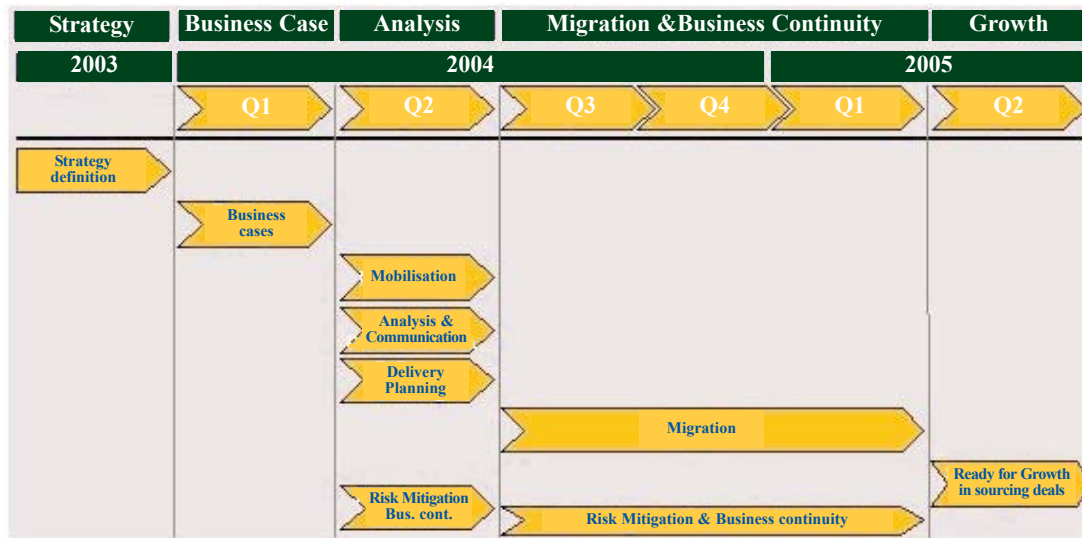 Strategy
Business Case
Analysis
Migration &Business Continuity
Growth
2003
2004
2005
Q1
Q2
Q3
Q4
Q1
Q2
Strategy
definition
Business
cases
Mobilisation
Analysis &
Communication
Delivery
Planning
Migration
Ready for Growth
in sourcing deals
Risk Mitigation
Bus. cont.
Risk Mitigation & Business continuity